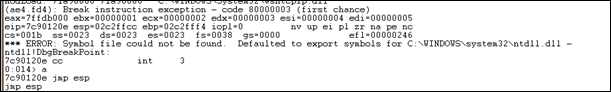 (ae4.fd4): Break instruction exception - code 80000003 (first chance)
eax=7ffdb000 ebx=00000001 ecx=00000002 edx=00000003 esi=00000004 edi=00000005
eip=7c90120e esp=02c2ffcc ebp=02c2fff4 iopl=0 nv up ei pl zr na pe nc
cs=001b ss=0023 ds=0023 es=0023 fs=0038 gs=0000 efl=00000246
*** ERROR: Symbol file could not be found. Defaulted to export symbols for C:\WINDOWS\system32\ntdll.dll -
ntdll!DbgBreakPoint:
7c90120e cc int 3
0:014> a
7c90120e jmp esp
jmp esp